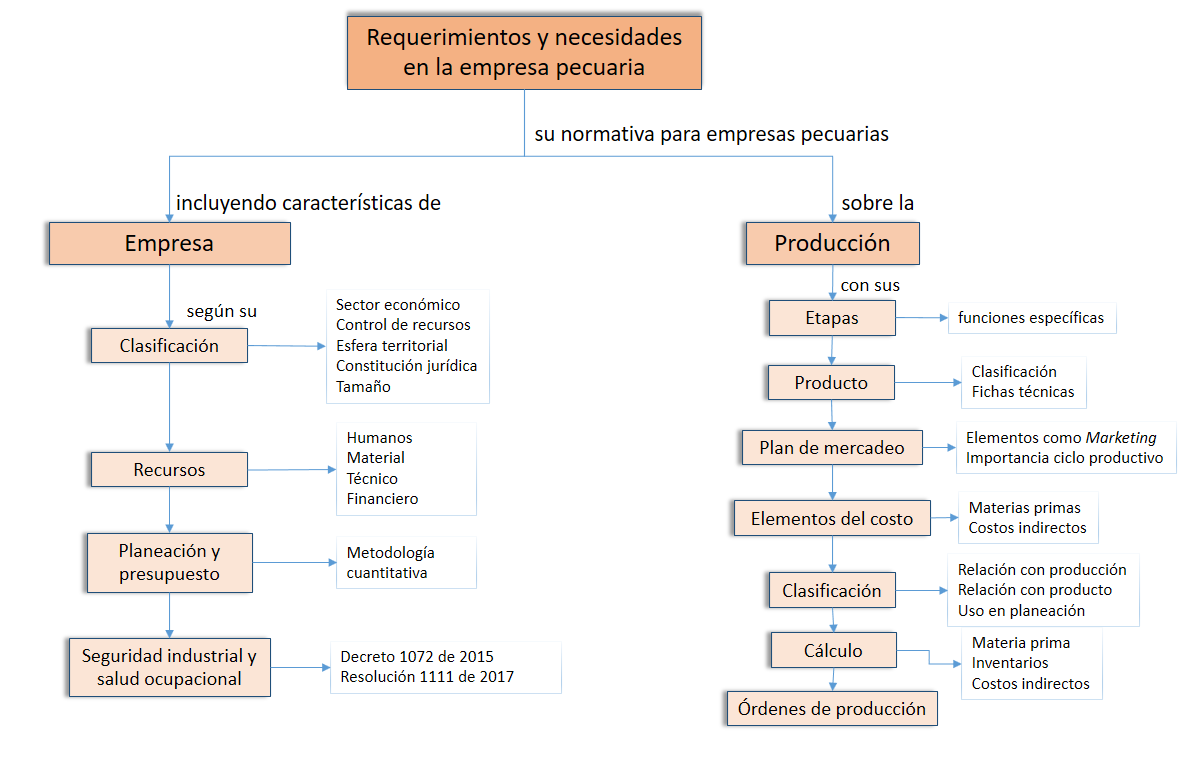 Requerimientos y necesidades
en la empresa pecuaria
su normativa para empresas pecuarias
incluyendo características de
Empresa
según su
Clasificación
Sector económico
Control de recursos
Esfera territorial
Constitución jurídica
Tamaño
Recursos
Humanos
Material
Técnico
Financiero
Planeación y
presupuesto
Metodología
cuantitativa
Seguridad industrial y
salud ocupacional
Decreto 1072 de 2015
Resolución 1111 de 2017
sobre la
Producción
con sus
Etapas
funciones específicas
Producto
Clasificación
Fichas técnicas
Plan de mercadeo
Elementos como Marketing
Importancia ciclo productivo
Elementos del costo
Materias primas
Costos indirectos
Clasificación
Relación con producción
Relación con producto
Uso en planeación
Cálculo
Materia prima
Inventarios
Costos indirectos
Órdenes de producción